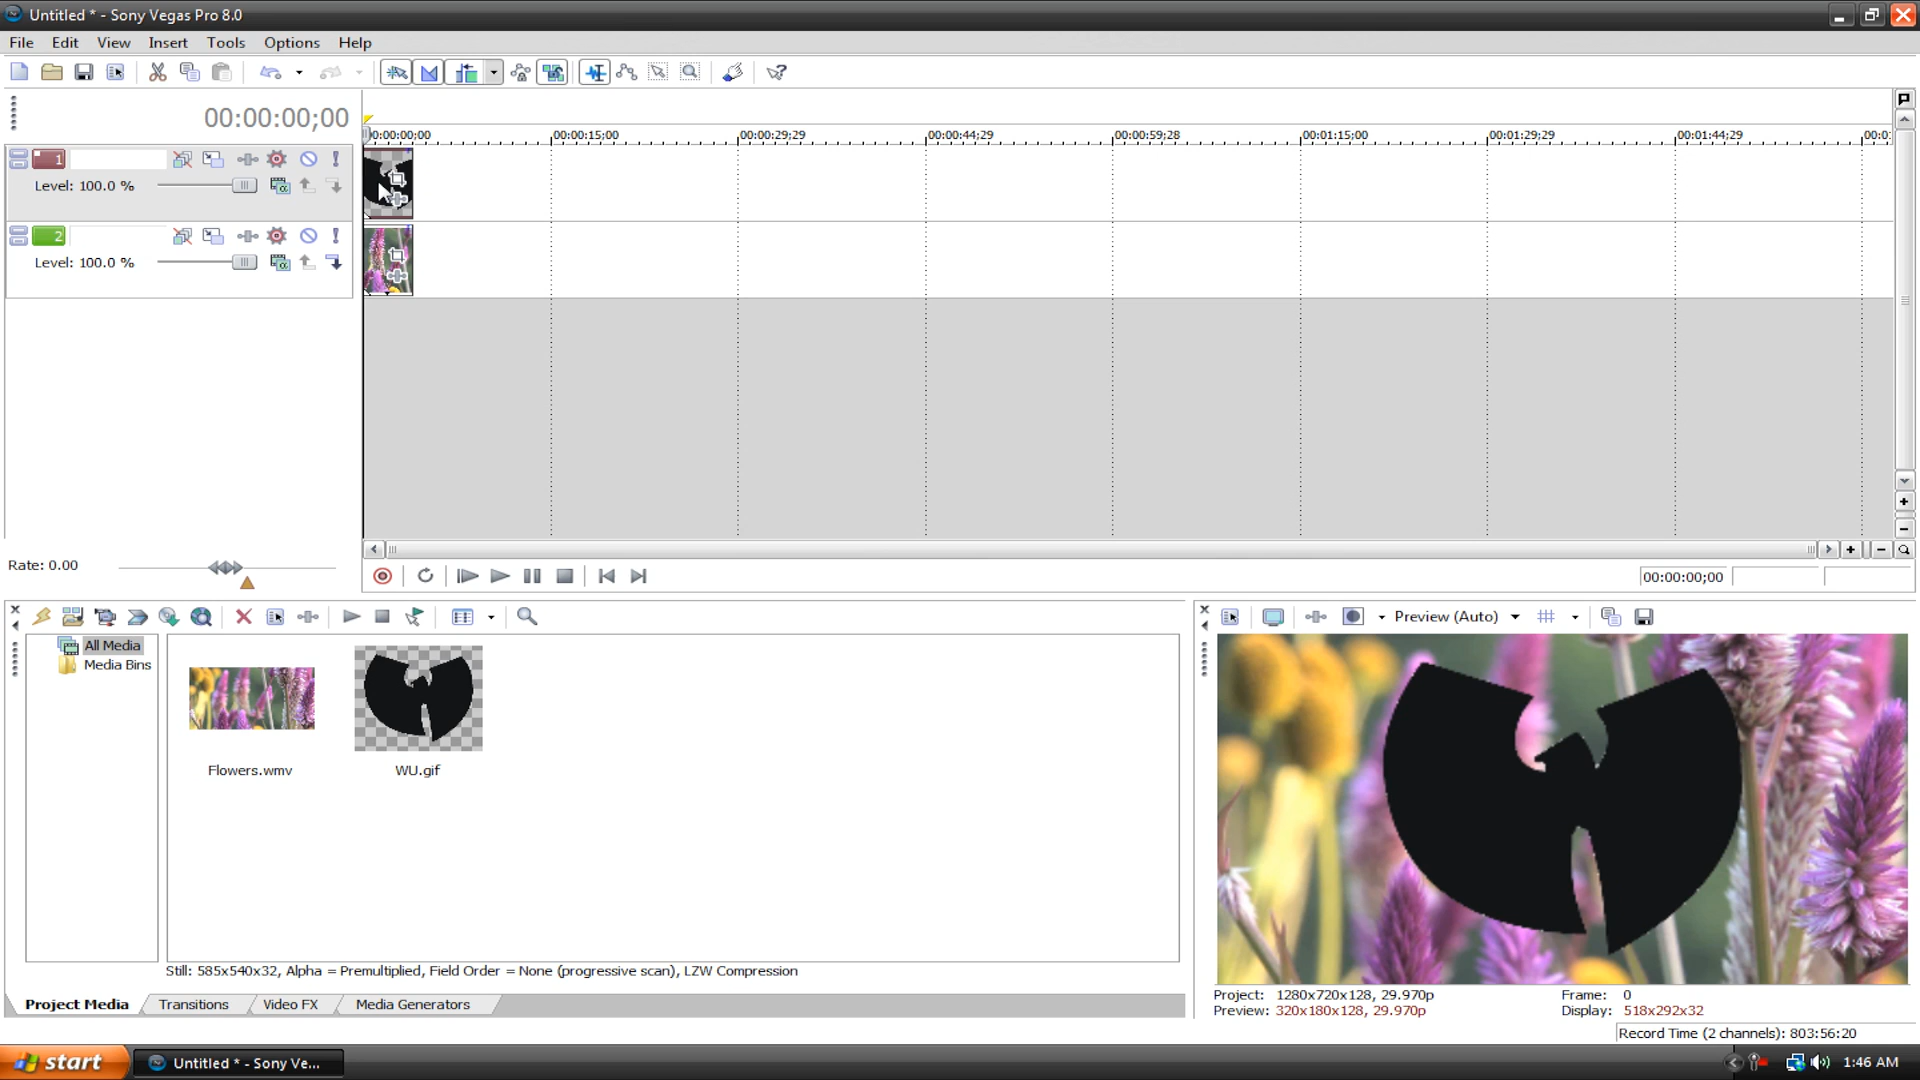 Untitled * - Sony Vegas Pro 8.0
File Edit View Insert Tools Options Help
00:00:00;00
00:00:00;00 00:00:15;00 00:00:29;29 00:00:44;29 00:00:59;28 00:01:15;00 00:01:29;29 00:01:44;29 00:0
1
Level: 100.0 %
2
Level: 100.0 %
Rate: 0.00
00:00:00;00
Preview (Auto)
All Media
Media Bins
Flowers.wmv
WU.gif
Still: 585x540x32, Alpha = Premultiplied, Field Order = None (progressive scan), LZW Compression
Project Media Transitions Video FX Media Generators
Project: 1280x720x128, 29.970p Frame: 0
Preview: 320x180x128, 29.970p Display: 518x292x32
Record Time (2 channels): 803:56:20
start
Untitled * - Sony Ve...
1:46 AM